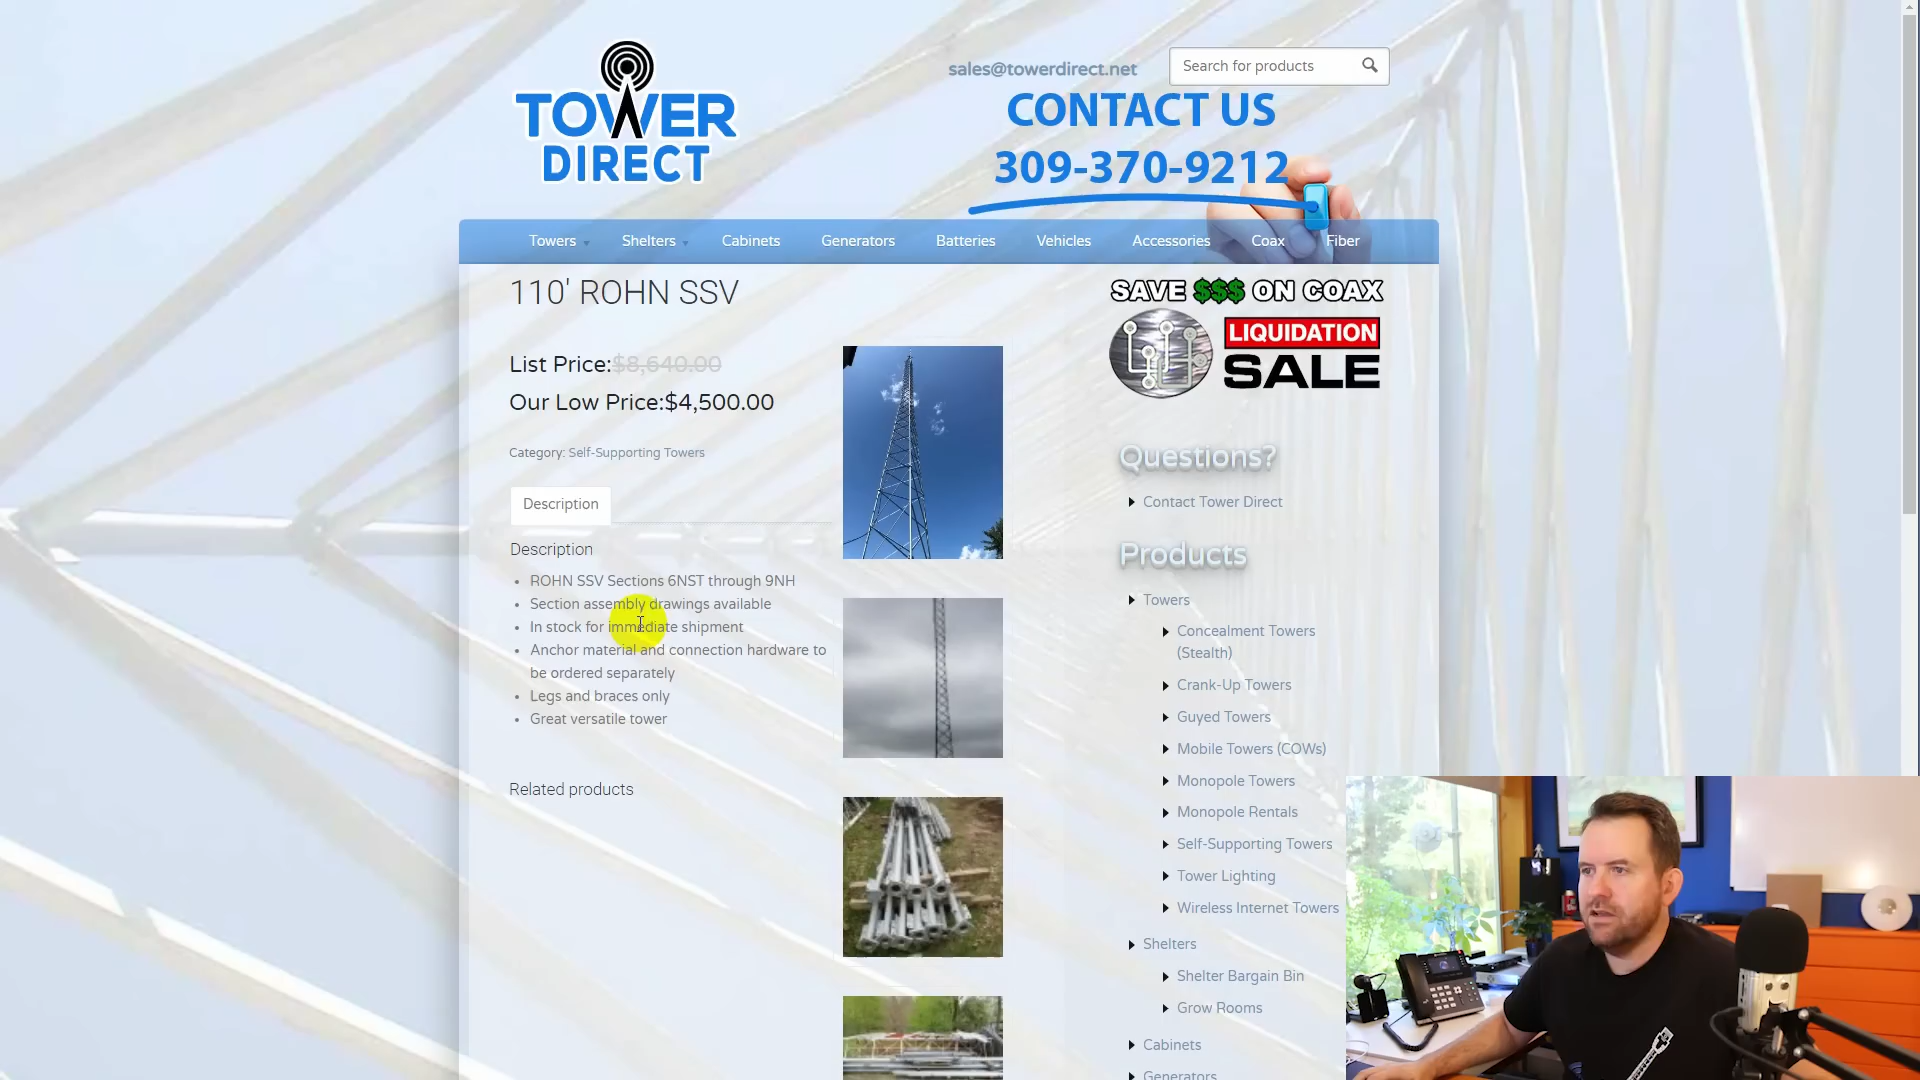 TOWER
DIRECT
sales@towerdirect.net
Search for products
CONTACT US
309-370-9212
Towers
Shelters
Cabinets
Generators
Batteries
Vehicles
Accessories
Coax
Fiber
110' ROHN SSV
List Price:$8,640.00
Our Low Price:$4,500.00
Category: Self-Supporting Towers
Description
Description
ROHN SSV Sections 6NST through 9NH
Section assembly drawings available
In stock for immediate shipment
Anchor material and connection hardware to
be ordered separately
Legs and braces only
Great versatile tower
Related products
SAVE $$$ ON COAX
LIQUIDATION
SALE
Questions?
Contact Tower Direct
Products
Towers
Concealment Towers
(Stealth)
Crank-Up Towers
Guyed Towers
Mobile Towers (COWs)
Monopole Towers
Monopole Rentals
Self-Supporting Towers
Tower Lighting
Wireless Internet Towers
Shelters
Shelter Bargain Bin
Grow Rooms
Cabinets
Generators